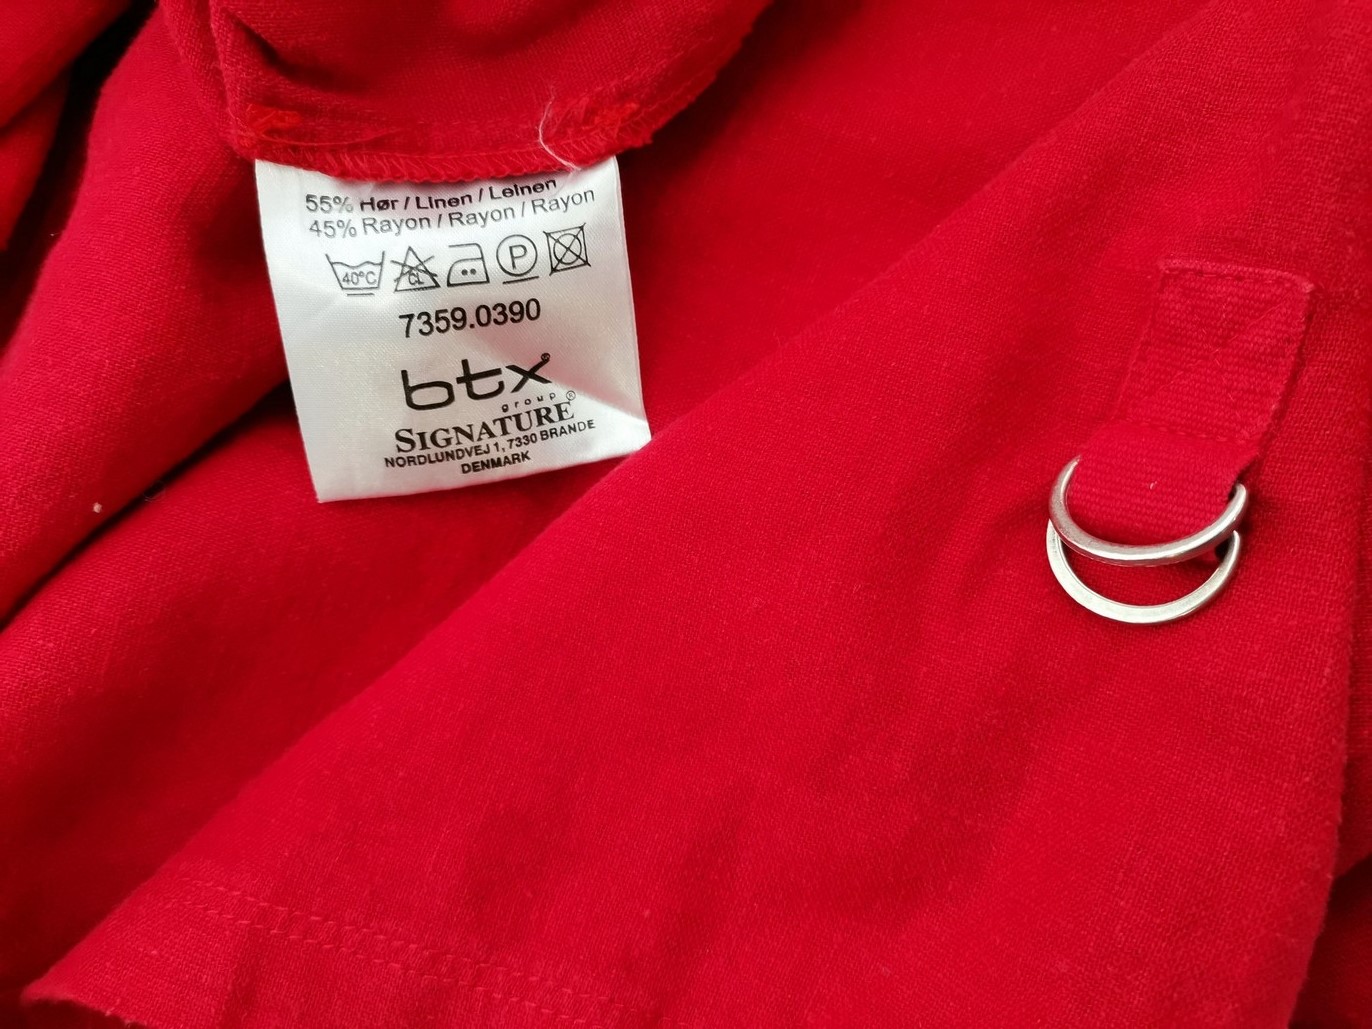 55% Hør / Linen / Leinen
45% Rayon / Rayon / Rayon
40°C CL P
7359.0390
btx®
group®
SIGNATURE
NORDLUNDVEJ 1, 7330 BRANDE
DENMARK